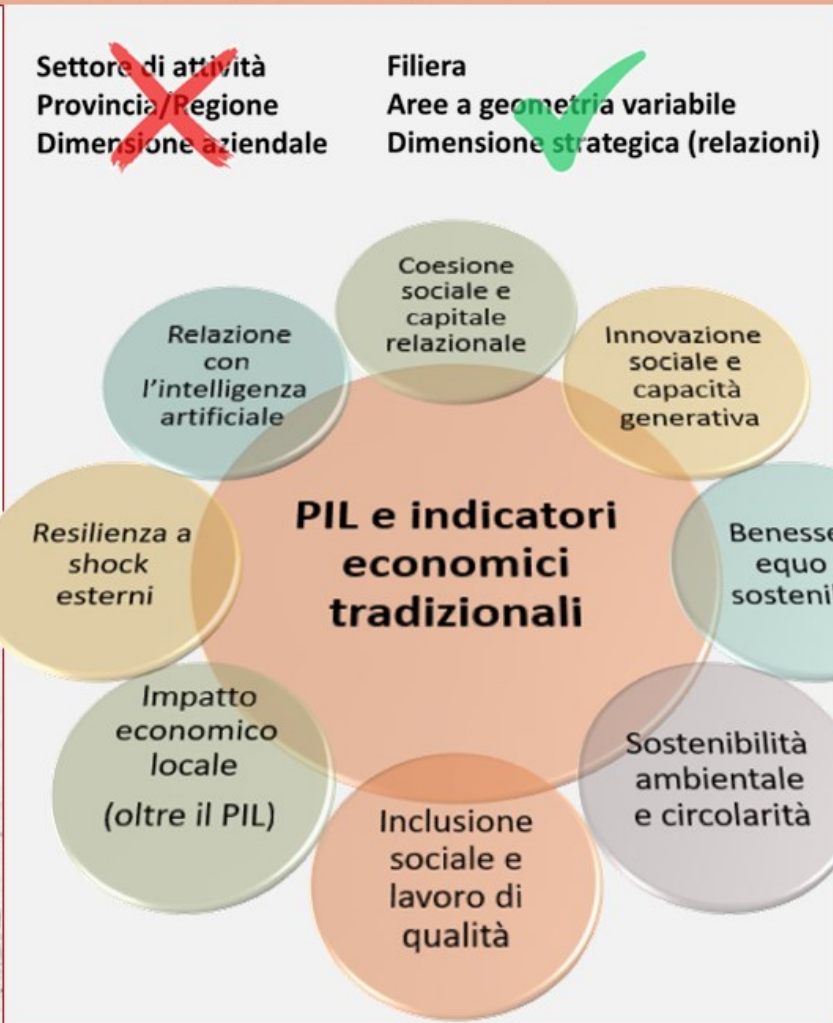 Settore di attività
Provincia/Regione
Dimensione aziendale
Filiera
Aree a geometria variabile
Dimensione strategica (relazioni)
Coesione
sociale e
capitale
relazionale
Innovazione
sociale e
capacità
generativa
Benesse
equo
sostenil
Sostenibilità
ambientale
e circolarità
Inclusione
sociale e
lavoro di
qualità
Impatto
economico
locale
(oltre il PIL)
Resilienza a
shock
esterni
Relazione
con
l'intelligenza
artificiale
PIL e indicatori
economici
tradizionali